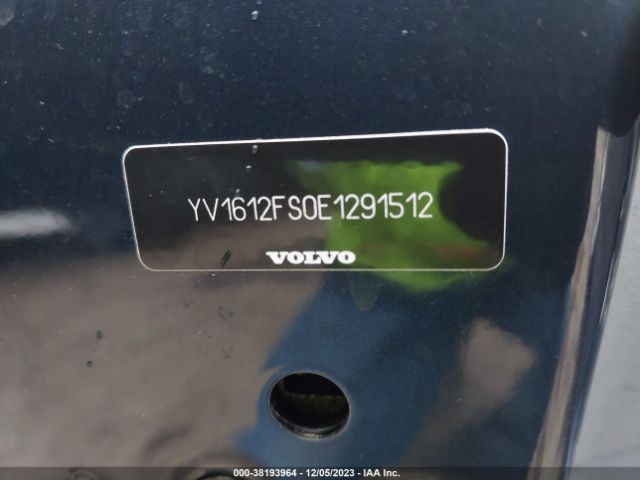 YV1612FS0E1291512
VOLVO
000-38193964 - 12/05/2023 - IAA Inc.